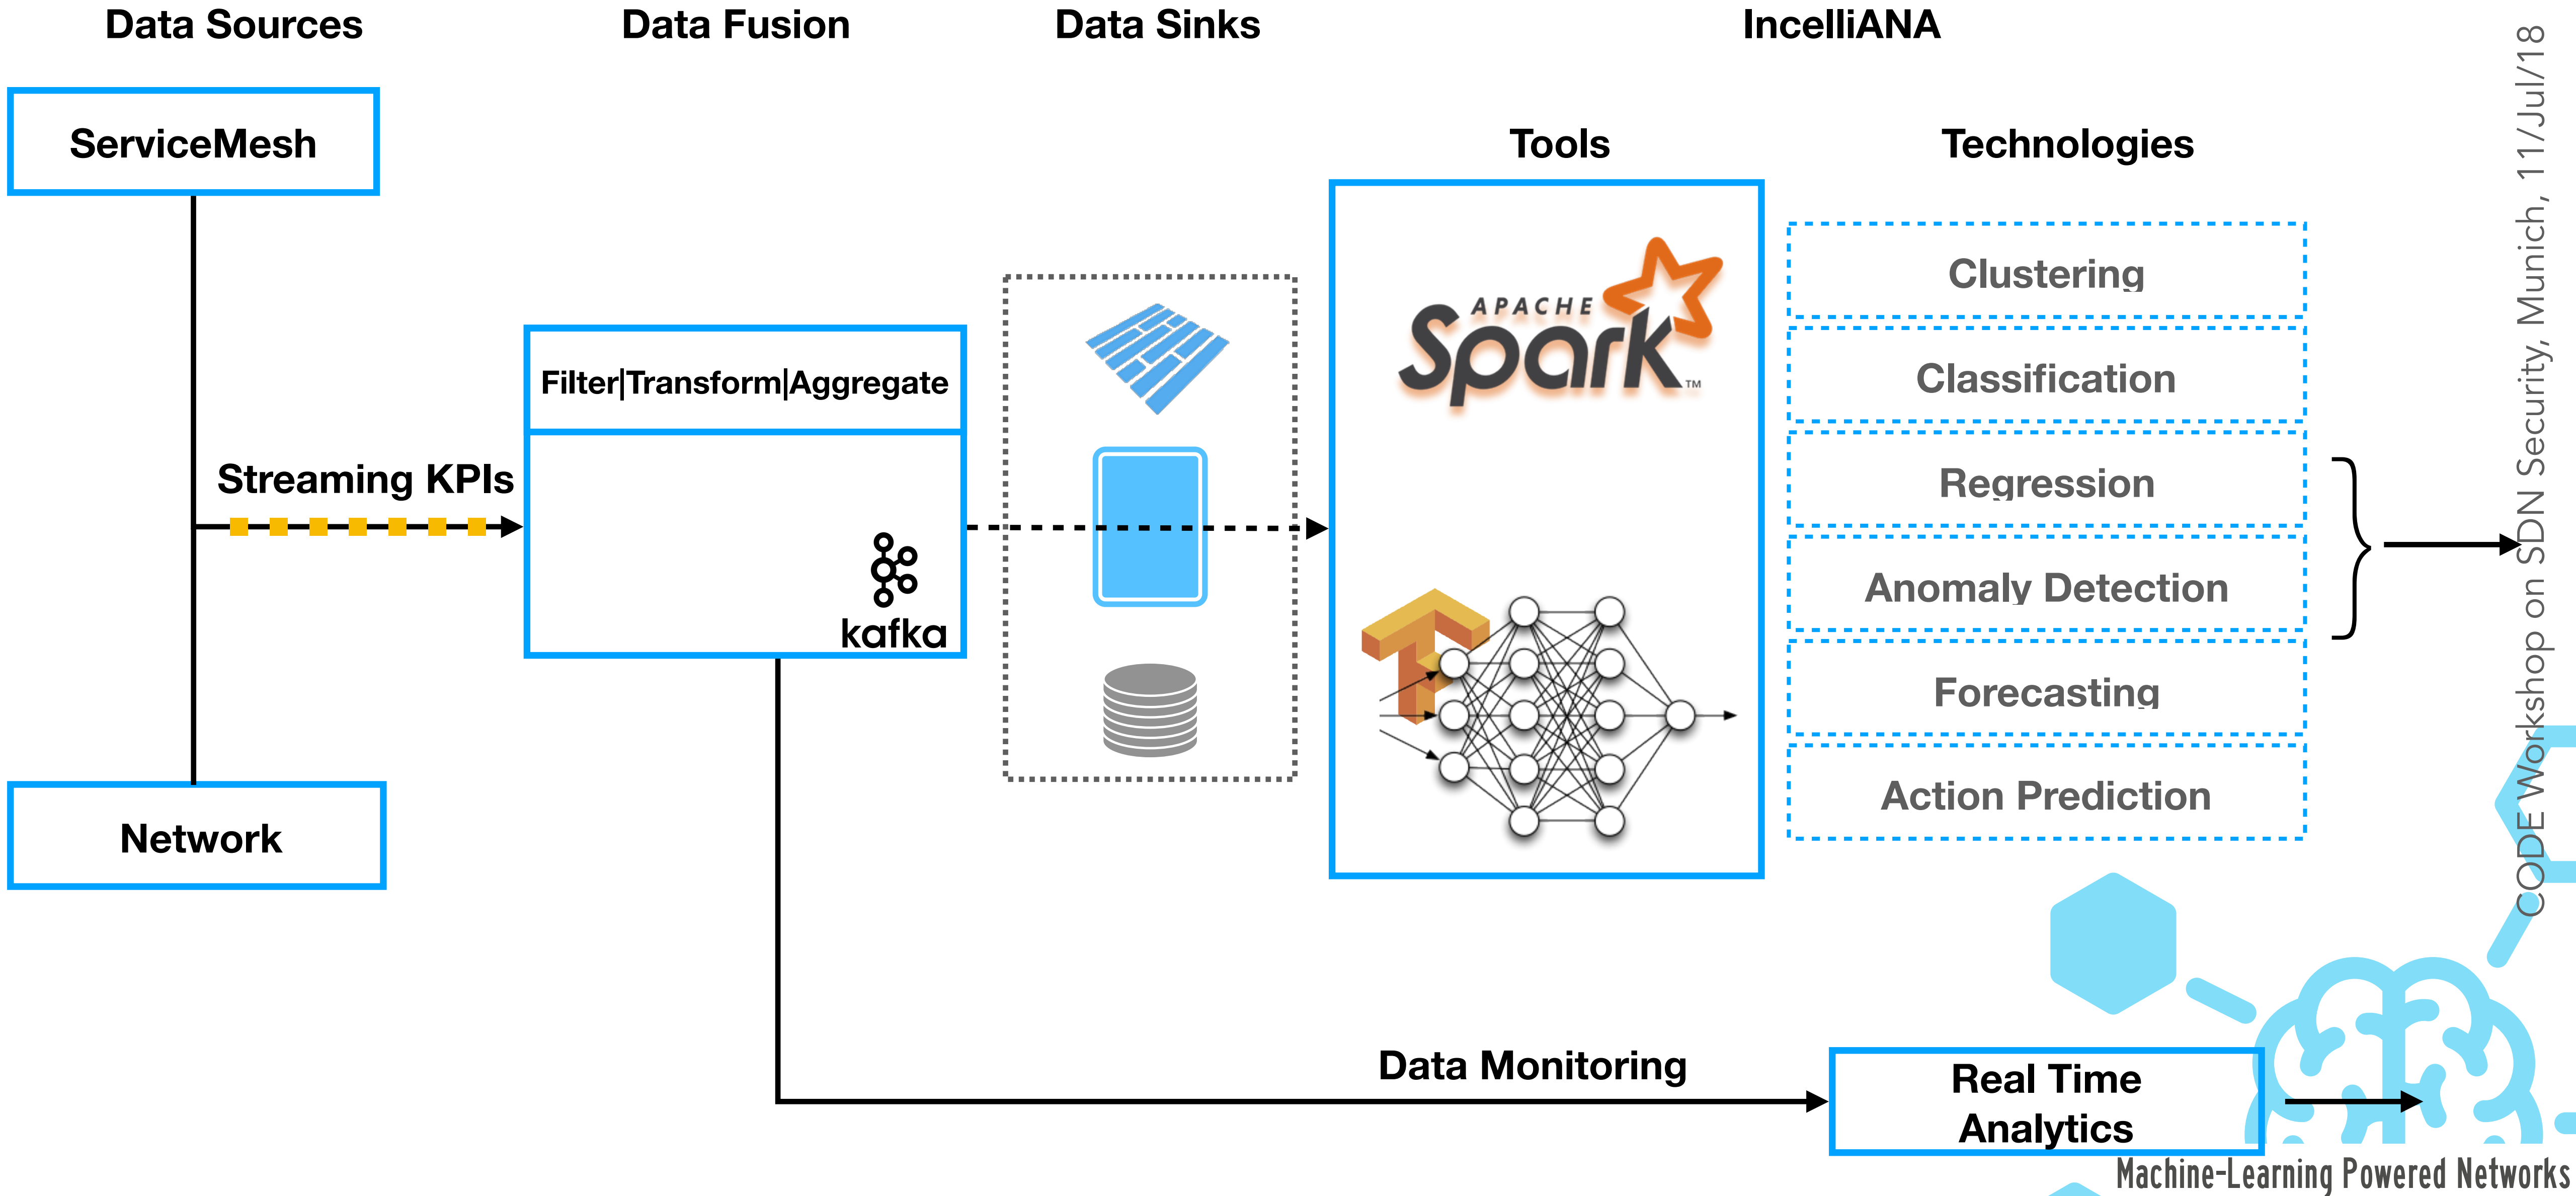 Data Sources
Data Fusion
Data Sinks
IncelliANA
ServiceMesh
Tools
Technologies
Filter|Transform|Aggregate
Streaming KPIs
kafka
APACHE
Spark™
Clustering
Classification
Regression
Anomaly Detection
Forecasting
Action Prediction
Network
Data Monitoring
Real Time
Analytics
CODE Workshop on SDN Security, Munich, 11/Jul/18
Machine-Learning Powered Networks